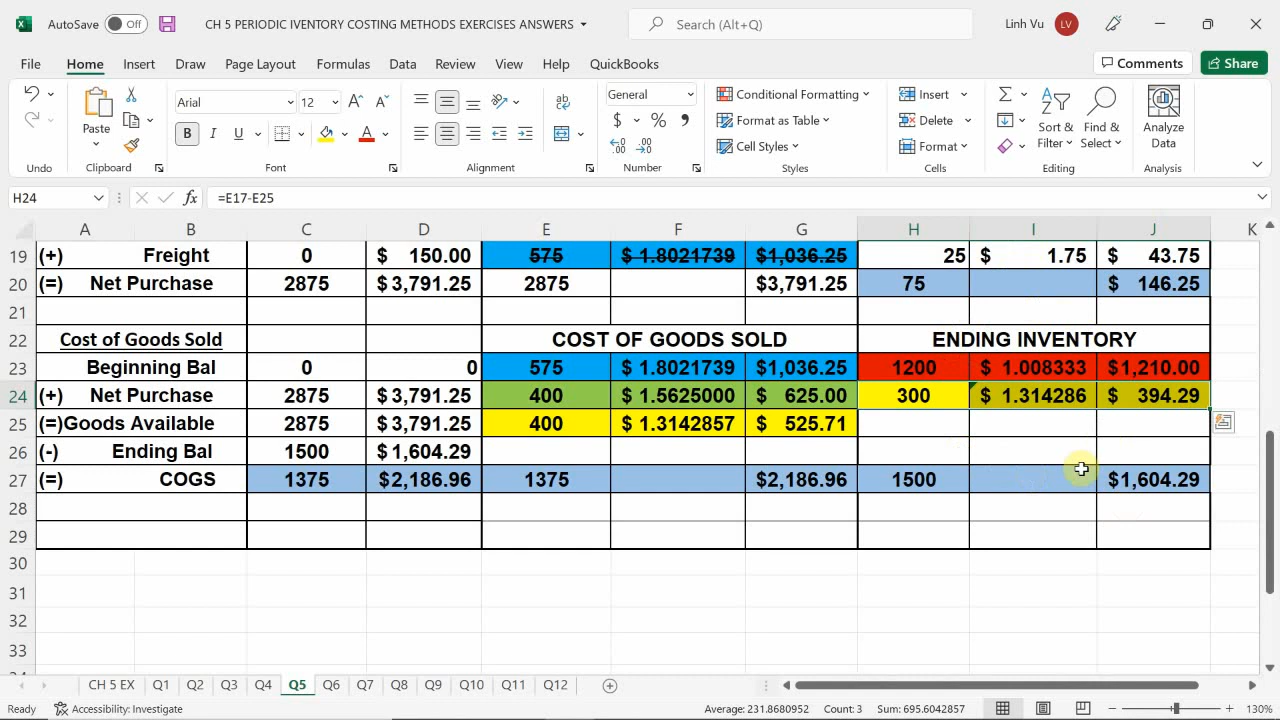 AutoSave Off CH 5 PERIODIC IVENTORY COSTING METHODS EXERCISES ANSWERS Search (Alt+Q) Linh Vu LV
File Home Insert Draw Page Layout Formulas Data Review View Help QuickBooks Comments Share
Arial 12 General Conditional Formatting Insert
Paste B I U $ % Format as Table Delete Sort & Filter Find & Select Analyze Data
Cell Styles Format
Undo Clipboard Font Alignment Number Styles Cells Editing Analysis
H24 fx =E17-E25
A B C D E F G H I J K
19 (+) Freight 0 $ 150.00 575 $ 1.8021739 $1,036.25 25 $ 1.75 $ 43.75
20 (=) Net Purchase 2875 $3,791.25 2875 $3,791.25 75 $ 146.25
21
22 Cost of Goods Sold COST OF GOODS SOLD ENDING INVENTORY
23 Beginning Bal 0 0 575 $ 1.8021739 $1,036.25 1200 $ 1.008333 $1,210.00
24 (+) Net Purchase 2875 $3,791.25 400 $ 1.5625000 $ 625.00 300 $ 1.314286 $ 394.29
25 (=)Goods Available 2875 $3,791.25 400 $ 1.3142857 $ 525.71
26 (-) Ending Bal 1500 $1,604.29
27 (=) COGS 1375 $2,186.96 1375 $2,186.96 1500 $1,604.29
28
29
30
31
32
33
CH 5 EX Q1 Q2 Q3 Q4 Q5 Q6 Q7 Q8 Q9 Q10 Q11 Q12
Ready Accessibility: Investigate Average: 231.8680952 Count: 3 Sum: 695.6042857 130%